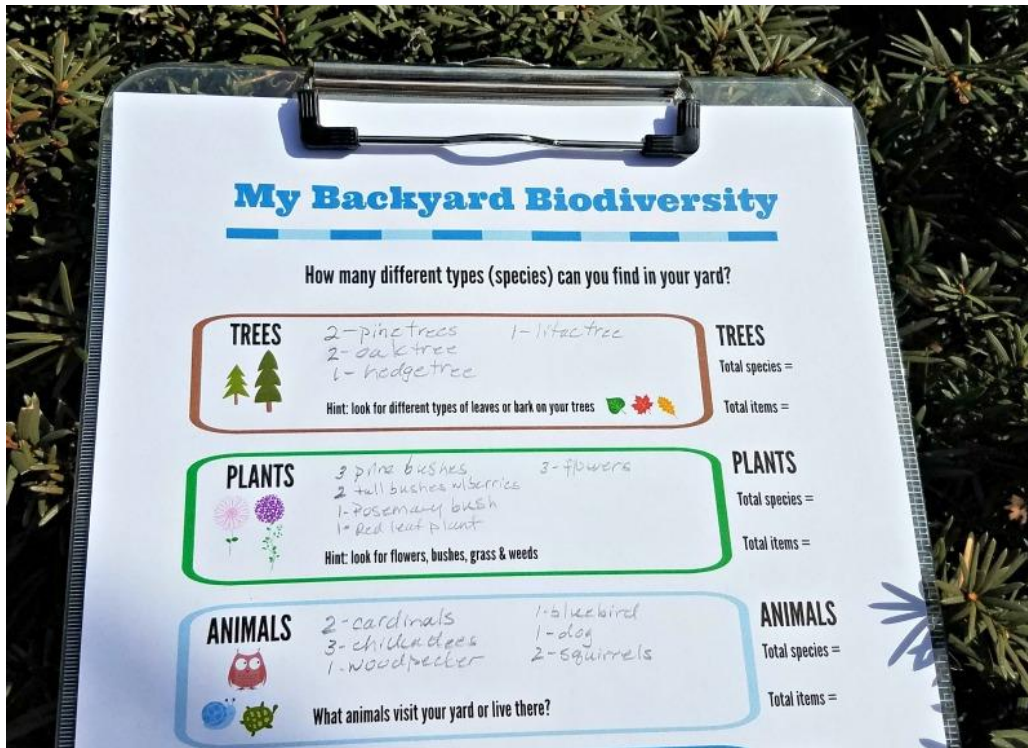 My Backyard Biodiversity
How many different types (species) can you find in your yard?
TREES
2-pine trees
1-lilac tree
2-oak tree
1-hedge tree
Hint: look for different types of leaves or bark on your trees
TREES
Total species =
Total items =
PLANTS
3 pine bushes
3-flowers
2 tall bushes w/berries
1-Rosemary bush
1-Red leaf plant
Hint: look for flowers, bushes, grass & weeds
PLANTS
Total species =
Total items =
ANIMALS
2-cardinals
3-chickadees
1-woodpecker
1-bluebird
1-dog
2-squirrels
What animals visit your yard or live there?
ANIMALS
Total species =
Total items =